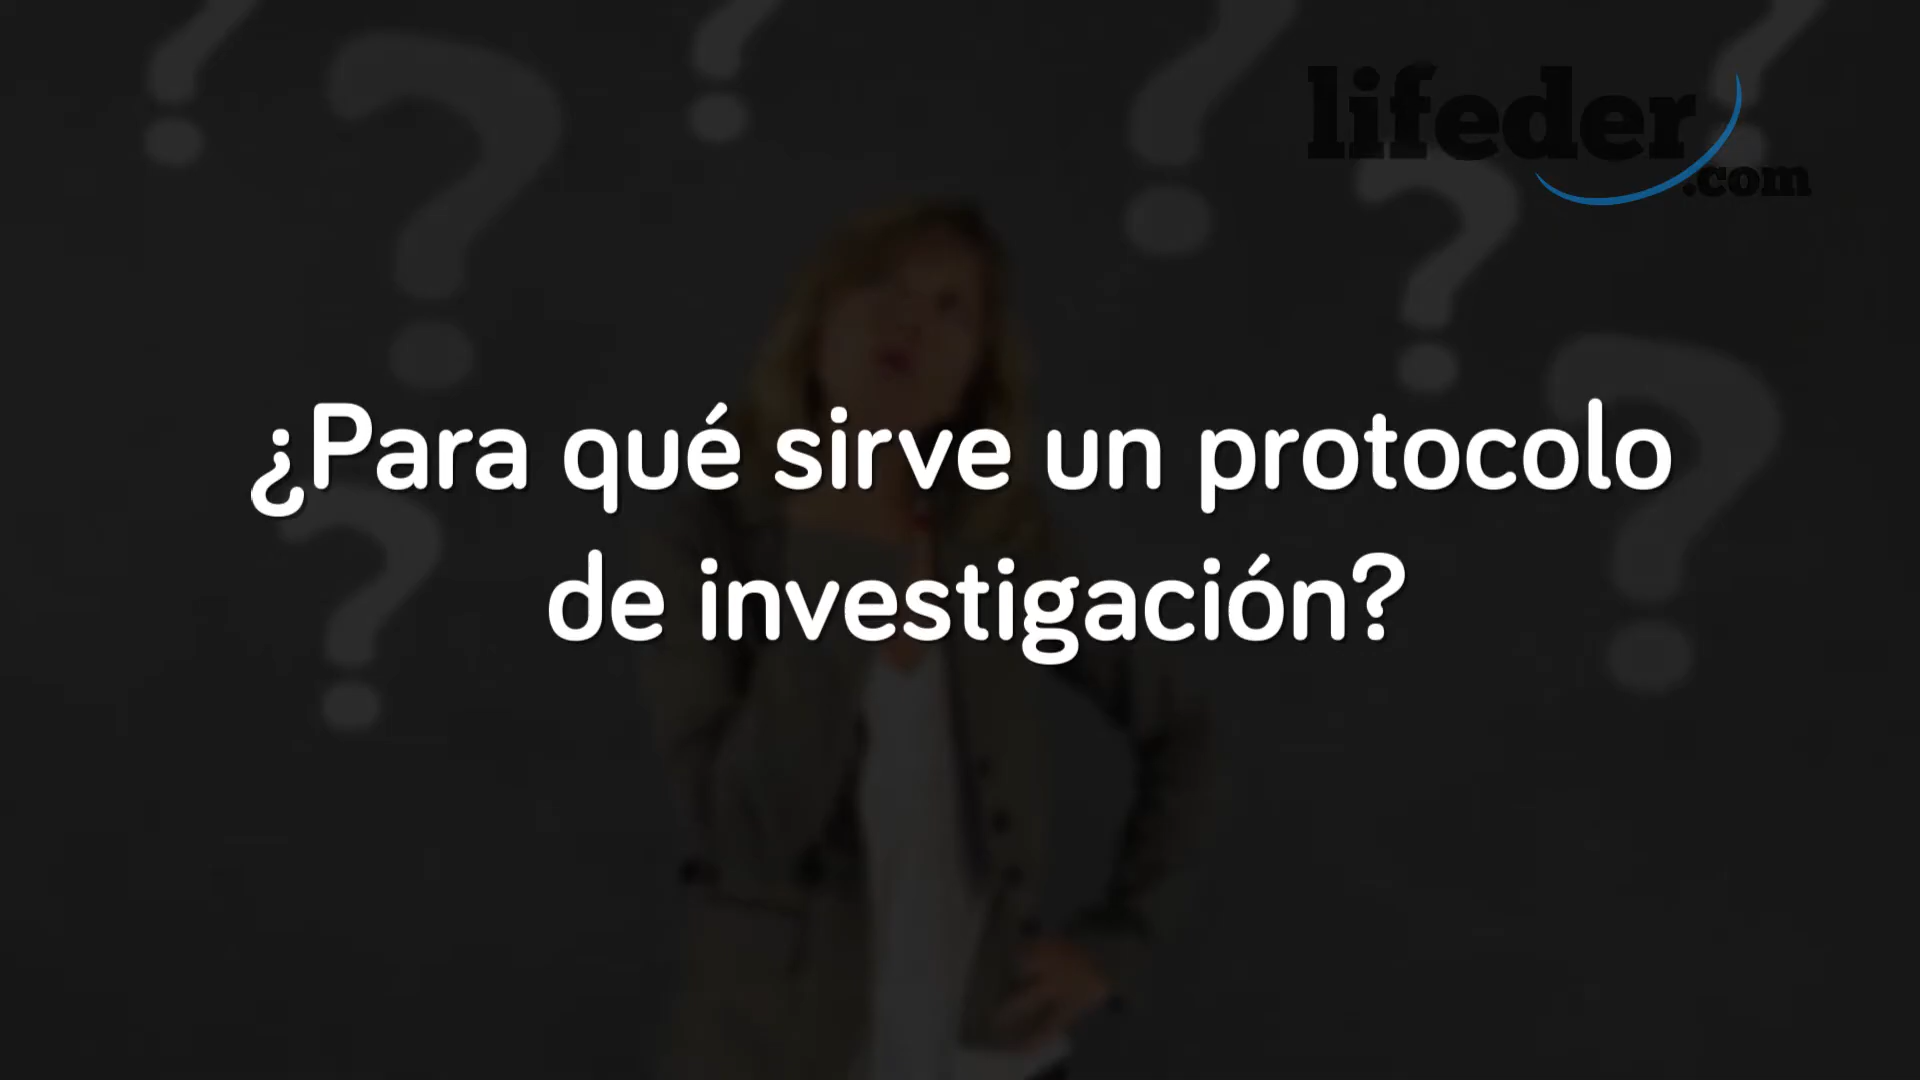 lifeder
.com
¿Para qué sirve un protocolo
de investigación?